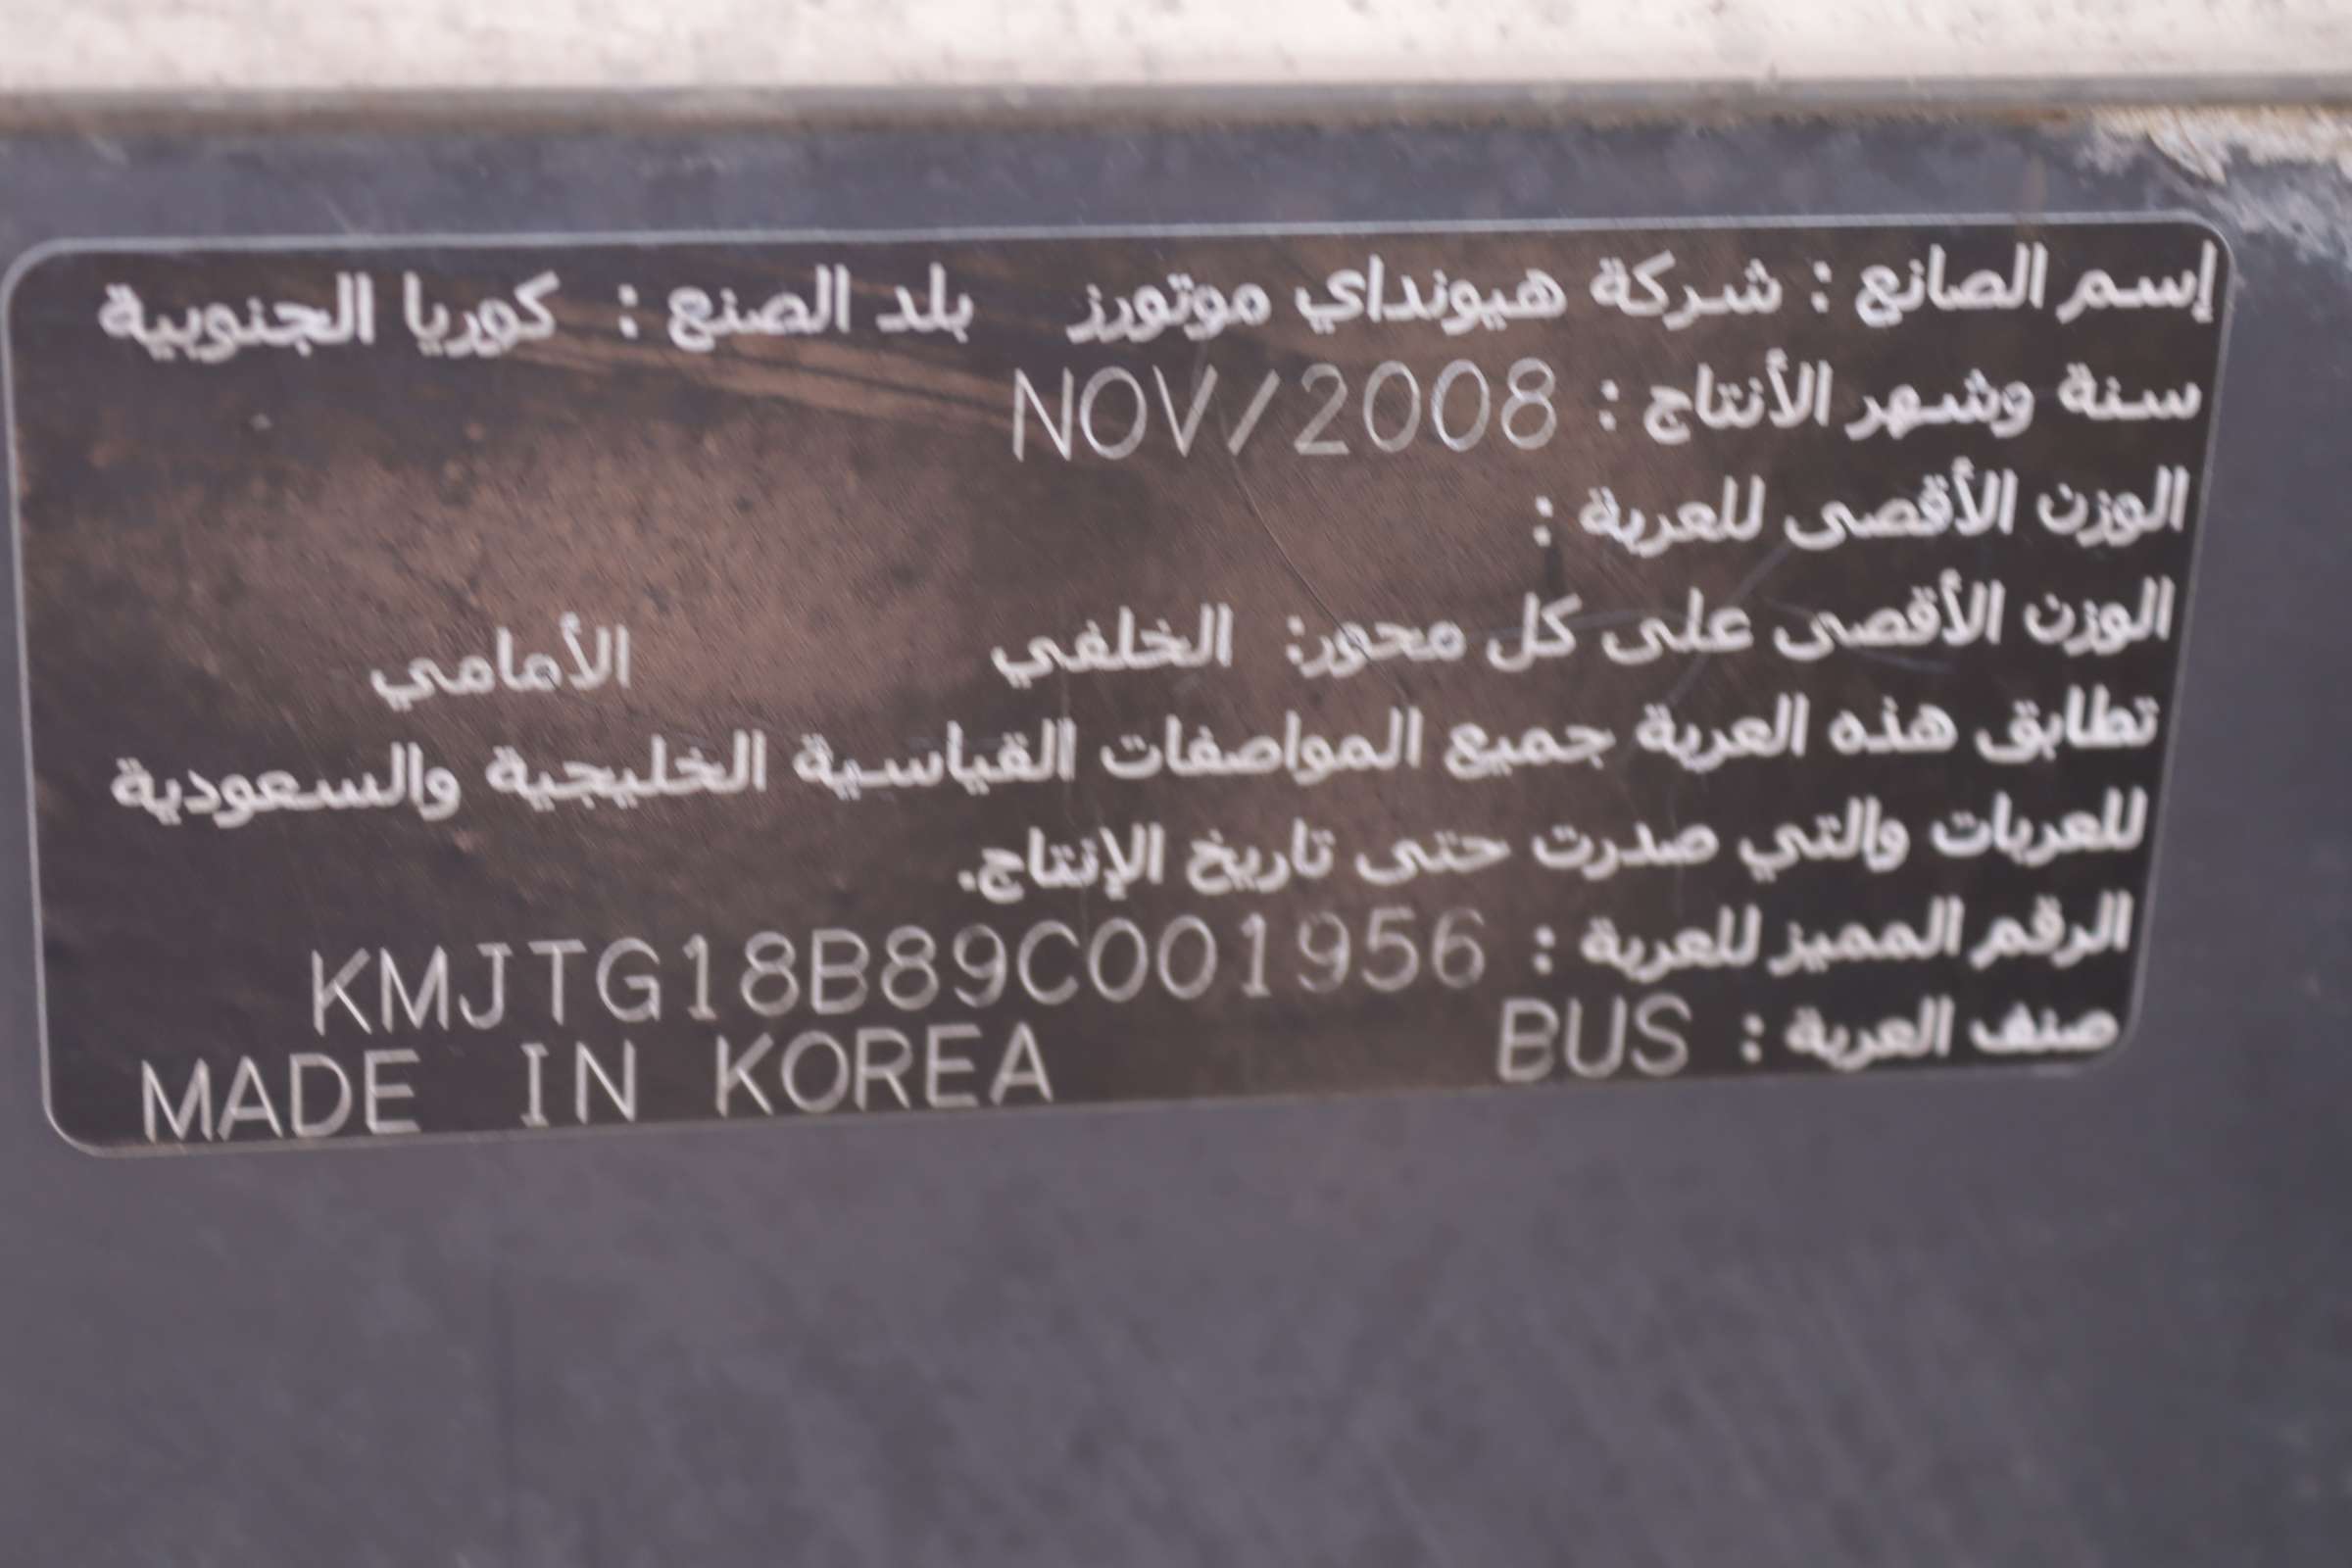 إسم الصانع : شركة هيونداي موتورز بلد الصنع : كوريا الجنوبية
سنة وشهر الأنتاج : NOV/2008
الوزن الأقصى للعربة :
الوزن الأقصى على كل محور: الخلفي الأمامي
تطابق هذه العربة جميع المواصفات القياسية الخليجية والسعودية
للعربات والتي صدرت حتى تاريخ الإنتاج.
الرقم المميز للعربة : KMJTG18B89C001956
صنف العربة : BUS MADE IN KOREA